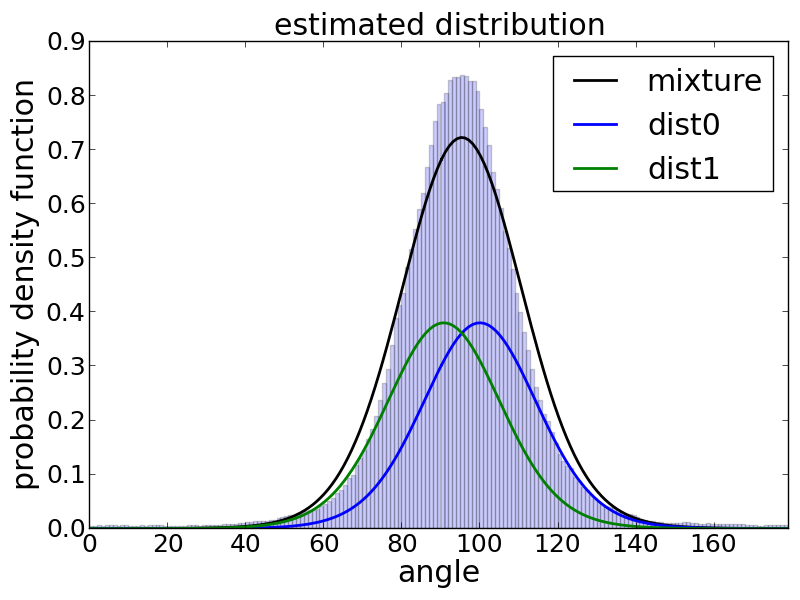 estimated distribution
probability density function
0.9
0.8
0.7
0.6
0.5
0.4
0.3
0.2
0.1
0.0
mixture
dist0
dist1
0 20 40 60 80 100 120 140 160
angle